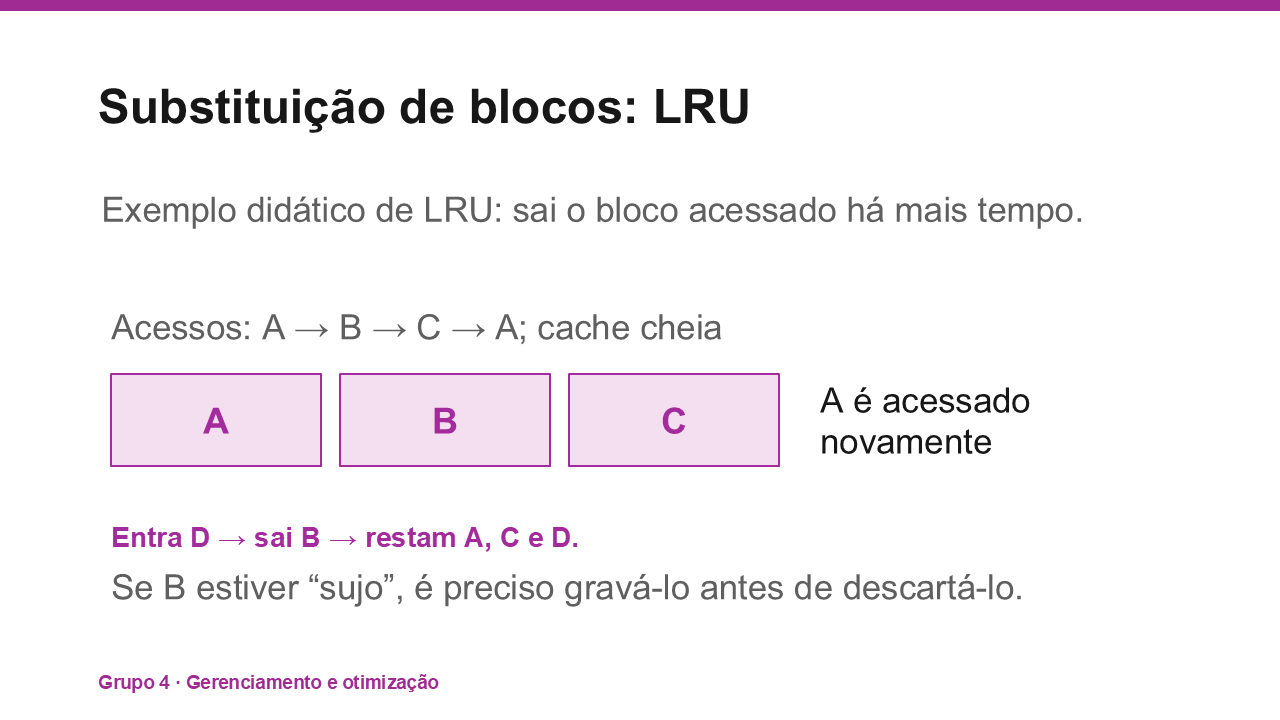 Substituição de blocos: LRU
Exemplo didático de LRU: sai o bloco acessado há mais tempo.
Acessos: A → B → C → A; cache cheia
A
B
C
A é acessado
novamente
Entra D → sai B → restam A, C e D.
Se B estiver “sujo”, é preciso gravá-lo antes de descartá-lo.
Grupo 4 · Gerenciamento e otimização